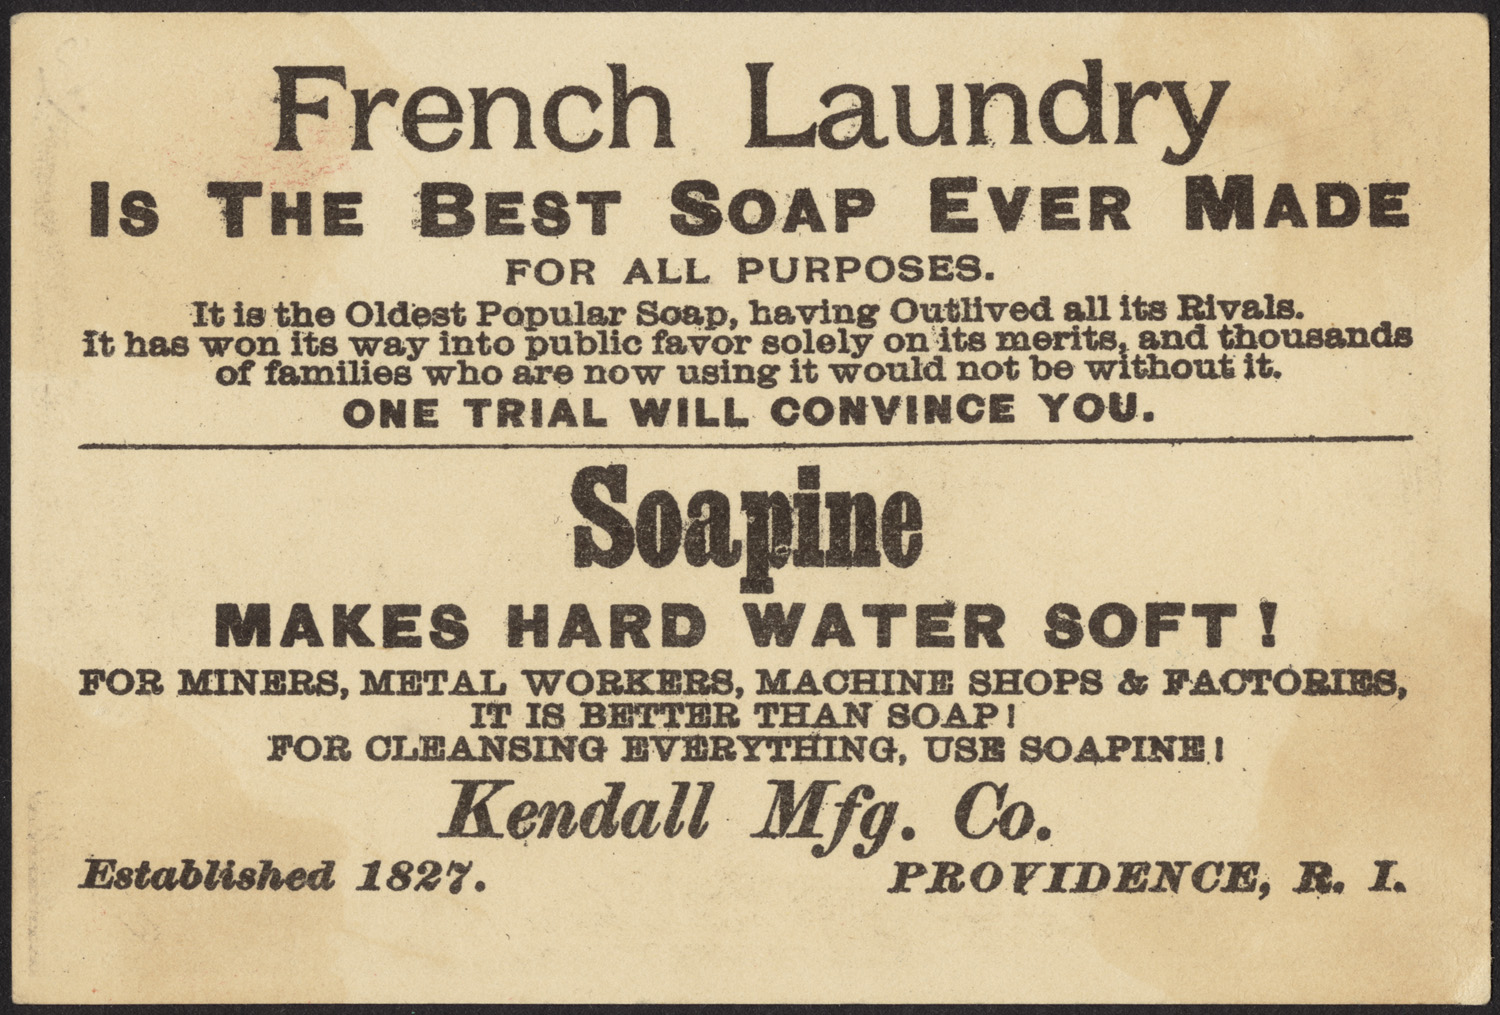 French Laundry
IS THE BEST SOAP EVER MADE
FOR ALL PURPOSES.
It is the Oldest Popular Soap, having Outlived all its Rivals.
It has won its way into public favor solely on its merits, and thousands
of families who are now using it would not be without it.
ONE TRIAL WILL CONVINCE YOU.
Soapine
MAKES HARD WATER SOFT!
FOR MINERS, METAL WORKERS, MACHINE SHOPS & FACTORIES,
IT IS BETTER THAN SOAP!
FOR CLEANSING EVERYTHING, USE SOAPINE!
Kendall Mfg. Co.
Established 1827. PROVIDENCE, R. I.